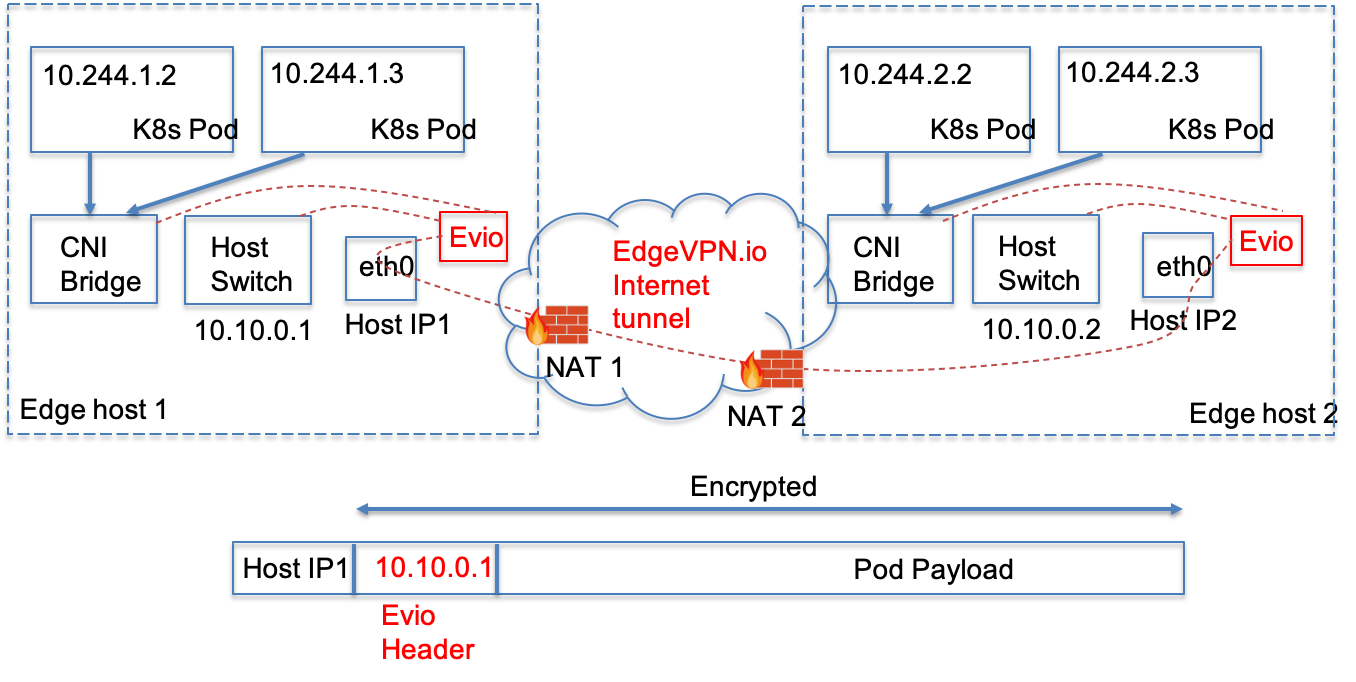 10.244.1.2
K8s Pod
10.244.1.3
K8s Pod
10.244.2.2
K8s Pod
10.244.2.3
K8s Pod
CNI
Bridge
Host
Switch
10.10.0.1
eth0
Host IP1
Evio
EdgeVPN.io
Internet
tunnel
NAT 1
NAT 2
CNI
Bridge
Host
Switch
10.10.0.2
eth0
Host IP2
Evio
Edge host 1
Edge host 2
Encrypted
Host IP1
10.10.0.1
Pod Payload
Evio
Header